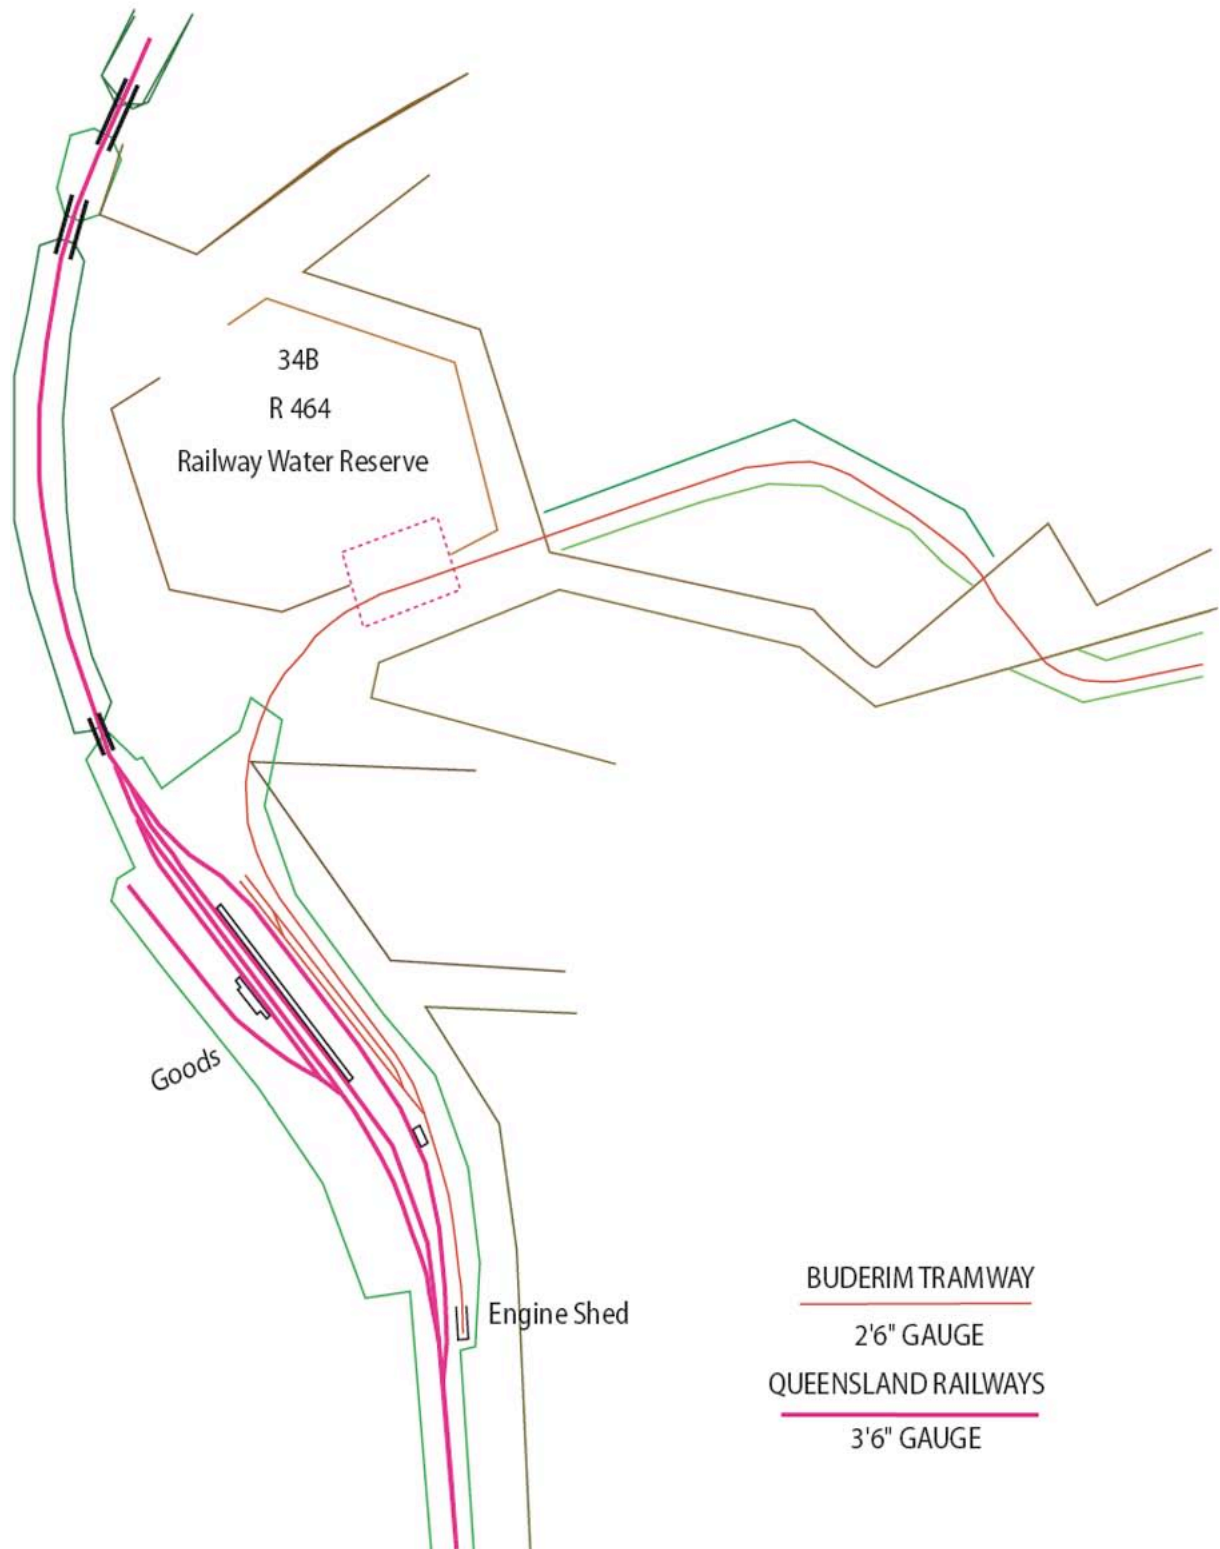 34B
R 464
Railway Water Reserve
Goods
Engine Shed
BUDERIM TRAMWAY
2'6" GAUGE
QUEENSLAND RAILWAYS
3'6" GAUGE